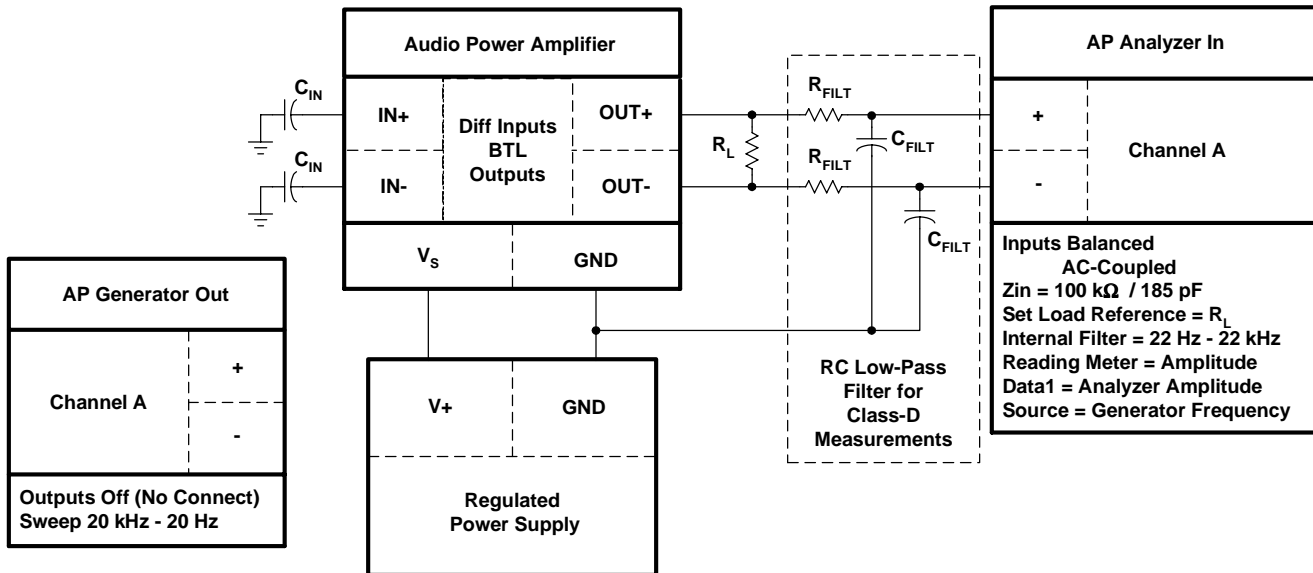 Audio Power Amplifier
C_IN
IN+
C_IN
IN-
Diff Inputs
BTL
Outputs
OUT+
OUT-
V_S
GND
R_L
R_FILT
C_FILT
R_FILT
C_FILT
RC Low-Pass
Filter for
Class-D
Measurements
AP Analyzer In
+
-
Channel A
Inputs Balanced
AC-Coupled
Zin = 100 kΩ / 185 pF
Set Load Reference = R_L
Internal Filter = 22 Hz - 22 kHz
Reading Meter = Amplitude
Data1 = Analyzer Amplitude
Source = Generator Frequency
AP Generator Out
Channel A
+
-
Outputs Off (No Connect)
Sweep 20 kHz - 20 Hz
V+
GND
Regulated
Power Supply